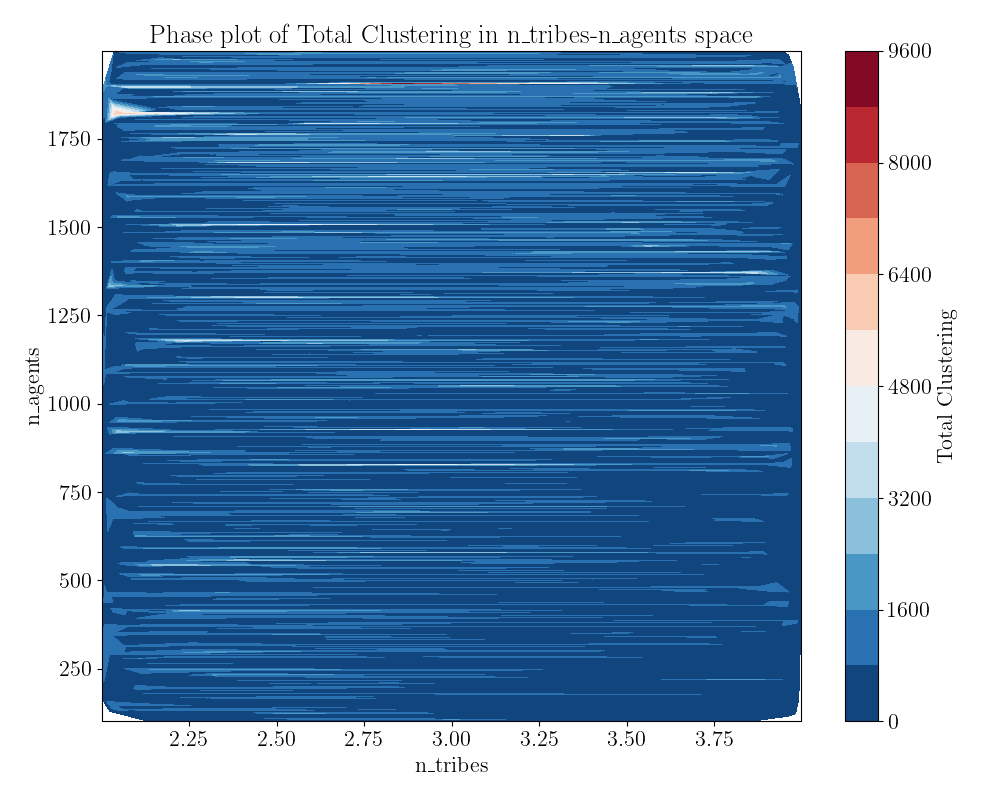 Phase plot of Total Clustering in n_tribes-n_agents space
n_agents
1750
1500
1250
1000
750
500
250
2.25 2.50 2.75 3.00 3.25 3.50 3.75
n_tribes
9600
8000
6400
4800
3200
1600
0
Total Clustering